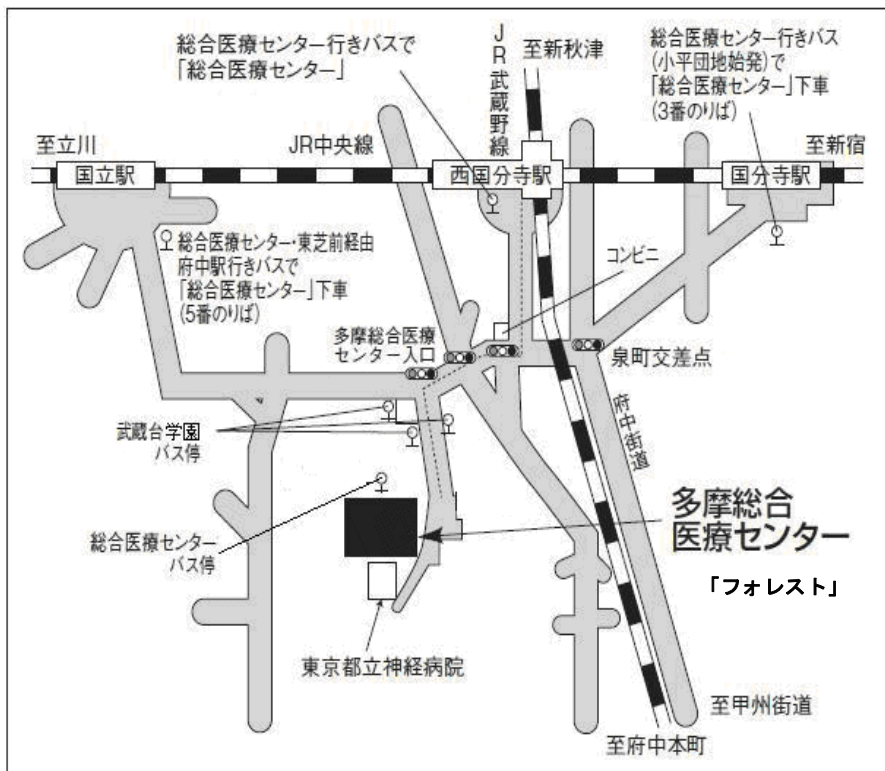 総合医療センター行きバスで
「総合医療センター」
JR武蔵野線
至新秋津
総合医療センター行きバス
(小平団地始発)で
「総合医療センター」下車
(3番のりば)
至立川
JR中央線
至新宿
国立駅
西国分寺駅
国分寺駅
総合医療センター・東芝前経由
府中駅行きバスで
「総合医療センター」下車
(5番のりば)
コンビニ
多摩総合医療
センター入口
泉町交差点
府中街道
武蔵台学園
バス停
多摩総合
医療センター
総合医療センター
バス停
「フォレスト」
東京都立神経病院
至甲州街道
至府中本町